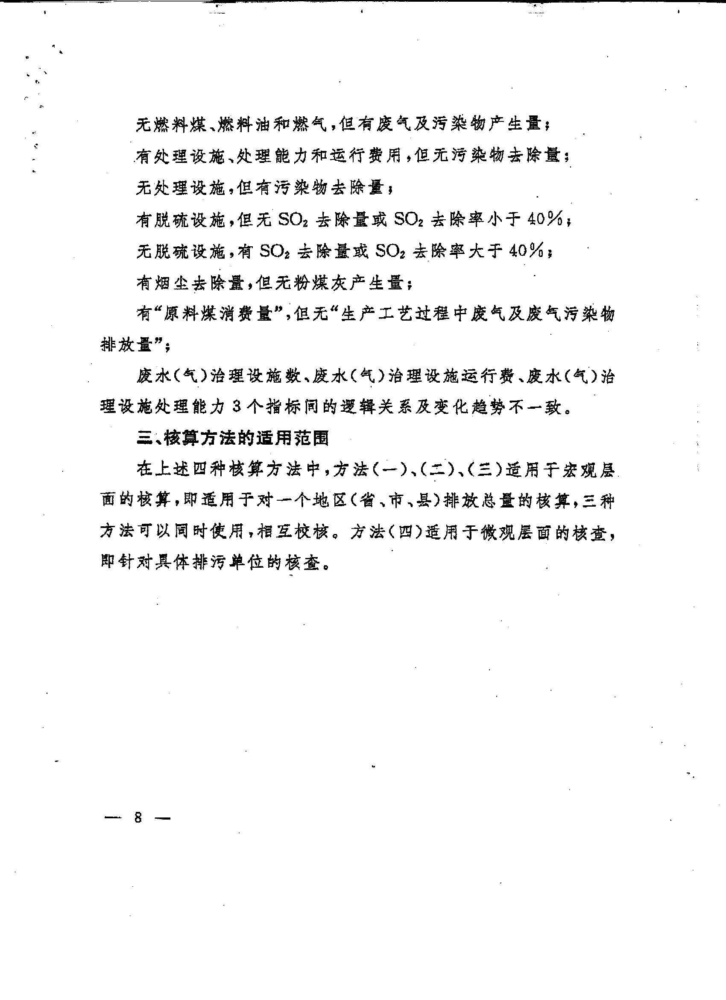 无燃料煤、燃料油和燃气,但有废气及污染物产生量;
有处理设施、处理能力和运行费用,但无污染物去除量;
无处理设施,但有污染物去除量;
有脱硫设施,但无 SO₂ 去除量或 SO₂ 去除率小于 40%;
无脱硫设施,有 SO₂ 去除量或 SO₂ 去除率大于 40%;
有烟尘去除量,但无粉煤灰产生量;
有“原料煤消费量”,但无“生产工艺过程中废气及废气污染物
排放量”;
废水(气)治理设施数、废水(气)治理设施运行费、废水(气)治
理设施处理能力 3 个指标间的逻辑关系及变化趋势不一致。
三、核算方法的适用范围
在上述四种核算方法中,方法(一)、(二)、(三)适用于宏观层
面的核算,即适用于对一个地区(省、市、县)排放总量的核算,三种
方法可以同时使用,相互校核。方法(四)适用于微观层面的核查,
即针对具体排污单位的核查。
— 8 —